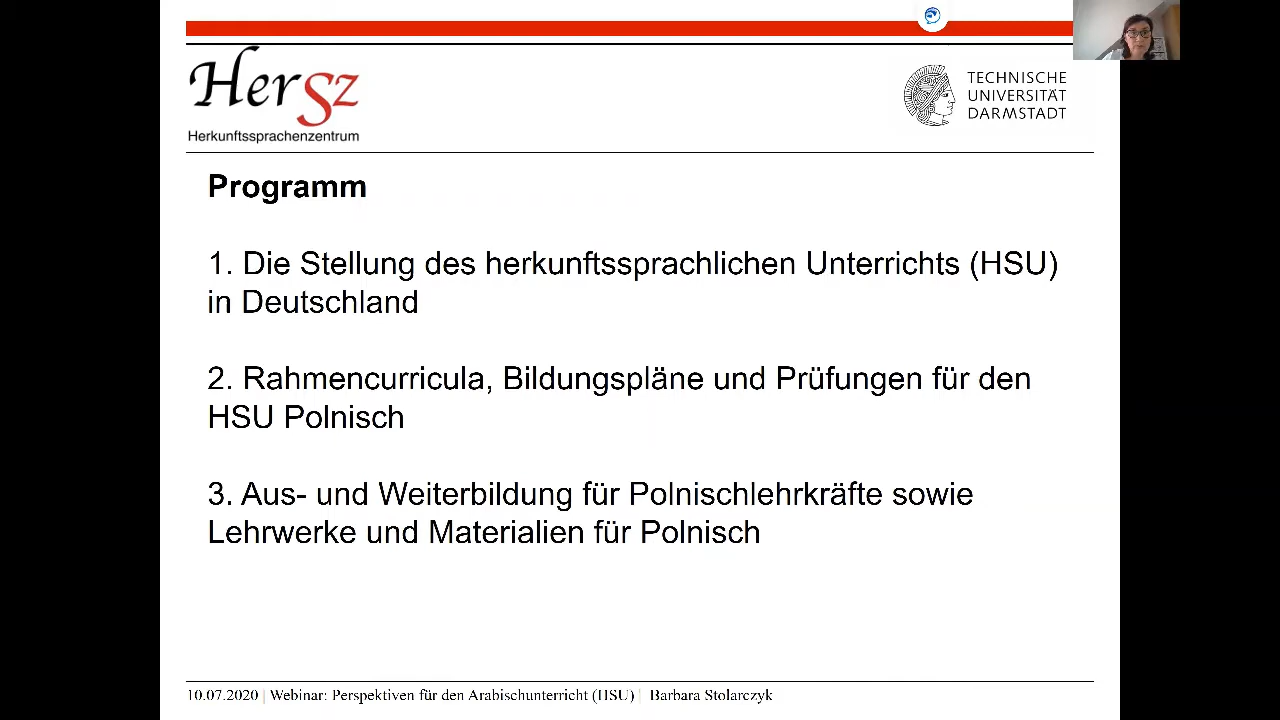 HerSz
Herkunftssprachenzentrum
TECHNISCHE
UNIVERSITÄT
DARMSTADT
Programm
1. Die Stellung des herkunftssprachlichen Unterrichts (HSU)
in Deutschland
2. Rahmencurricula, Bildungspläne und Prüfungen für den
HSU Polnisch
3. Aus- und Weiterbildung für Polnischlehrkräfte sowie
Lehrwerke und Materialien für Polnisch
10.07.2020 | Webinar: Perspektiven für den Arabischunterricht (HSU) | Barbara Stolarczyk